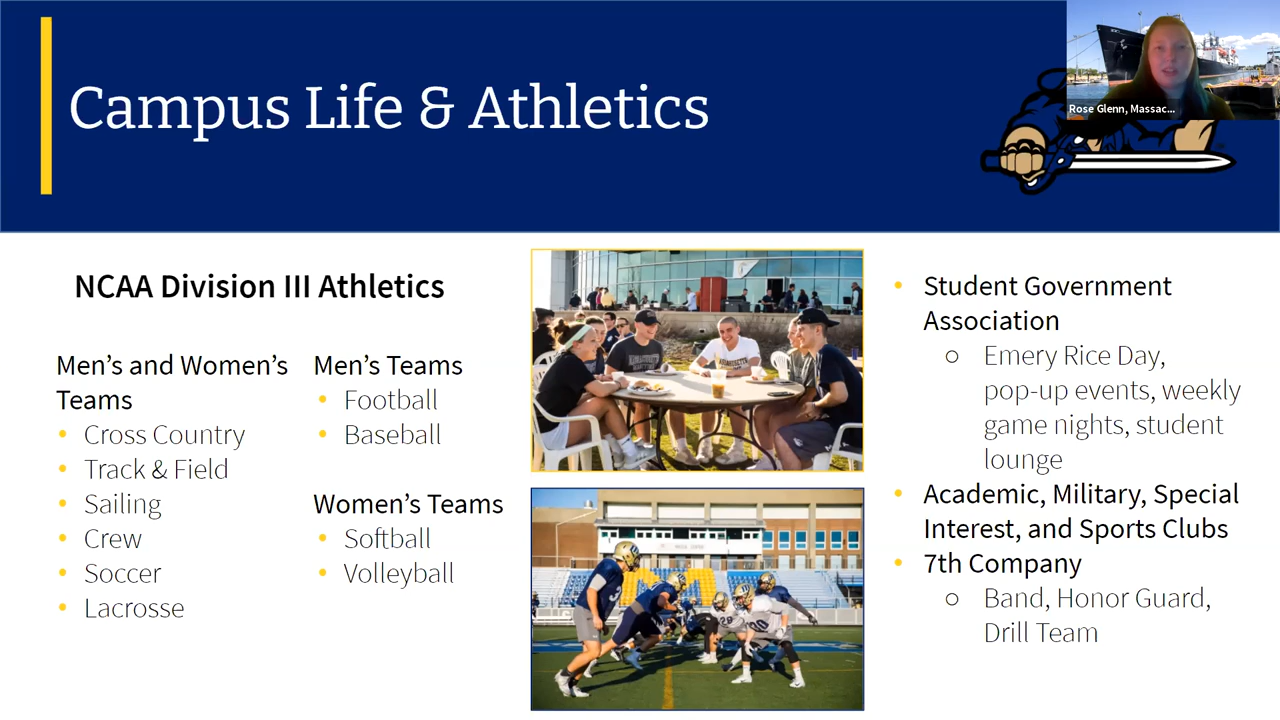 Campus Life & Athletics
Rose Glenn, Massac...
NCAA Division III Athletics
Men’s and Women’s
Teams
• Cross Country
• Track & Field
• Sailing
• Crew
• Soccer
• Lacrosse
Men’s Teams
• Football
• Baseball
Women’s Teams
• Softball
• Volleyball
• Student Government
Association
○ Emery Rice Day,
pop-up events, weekly
game nights, student
lounge
• Academic, Military, Special
Interest, and Sports Clubs
• 7th Company
○ Band, Honor Guard,
Drill Team